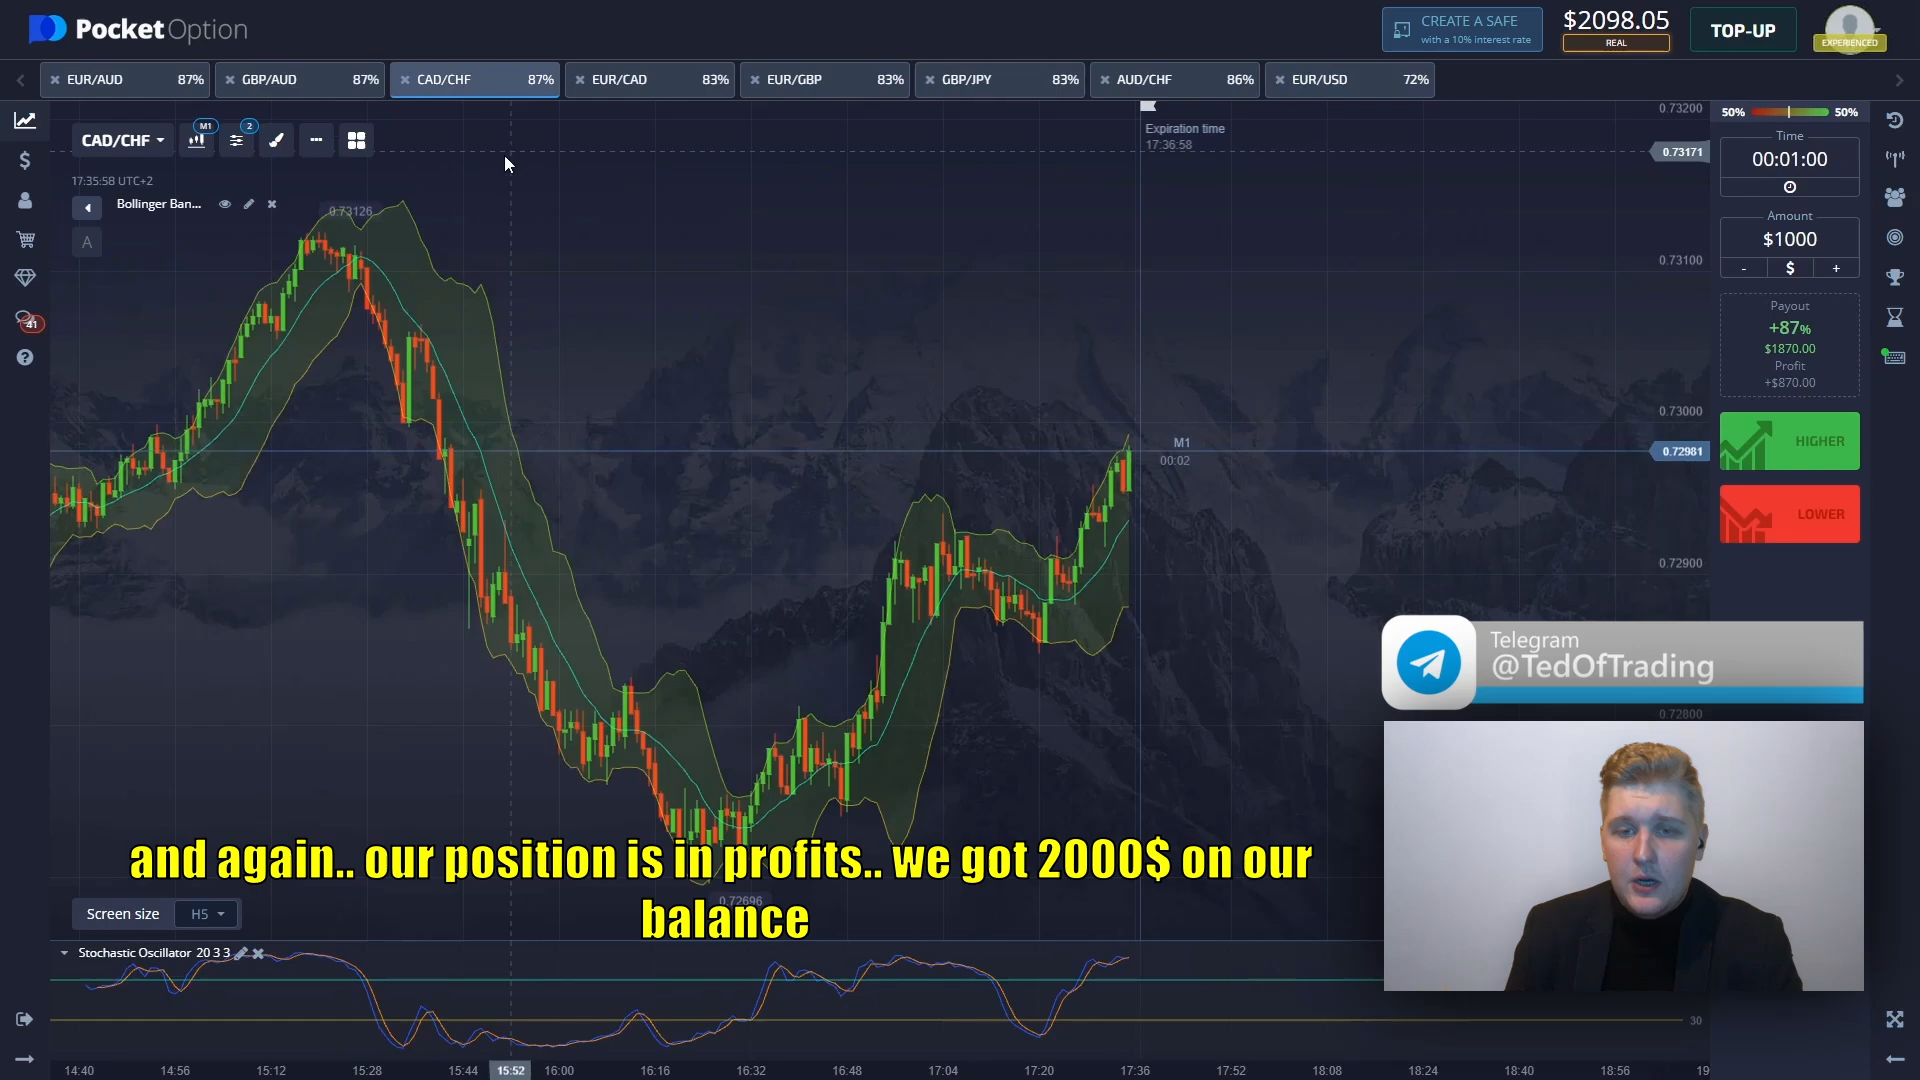 PocketOption
CREATE A SAFE
with a 10% interest rate
$2098.05
REAL
TOP-UP
EXPERIENCED
EUR/AUD 87%
GBP/AUD 87%
CAD/CHF 87%
EUR/CAD 83%
EUR/GBP 83%
GBP/JPY 83%
AUD/CHF 86%
EUR/USD 72%
CAD/CHF
M1
2
17:35:58 UTC+2
Bollinger Ban...
A
0.73126
Expiration time
17:36:58
0.73200
0.73171
0.73100
0.73000
0.72981
0.72900
0.72800
M1
00:02
50% 50%
Time
00:01:00
Amount
$1000
- $ +
Payout
+87%
$1870.00
Profit
+$870.00
HIGHER
LOWER
41
Telegram
@TedOfTrading
and again.. our position is in profits.. we got 2000$ on our
balance
0.72696
Screen size H5
Stochastic Oscillator 20 3 3
30
14:40 14:56 15:12 15:28 15:44 15:52 16:00 16:16 16:32 16:48 17:04 17:20 17:36 17:52 18:08 18:24 18:40 18:56 19